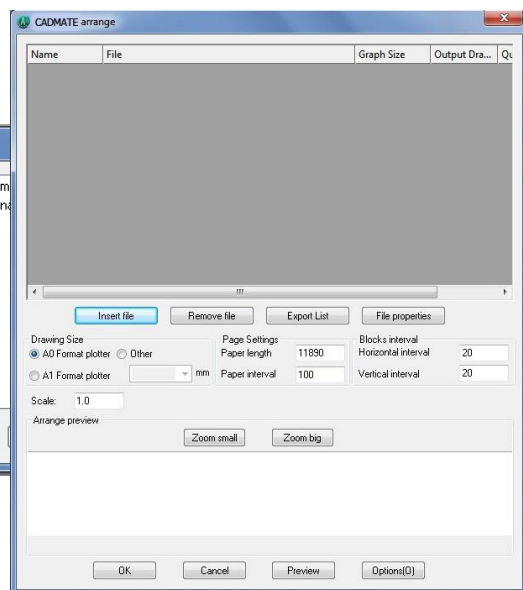 CADMATE arrange
Name File Graph Size Output Dra... Qu
Insert file Remove file Export List File properties
Drawing Size Page Settings Blocks interval
A0 Format plotter Other Paper length 11890 Horizontal interval 20
A1 Format plotter mm Paper interval 100 Vertical interval 20
Scale: 1.0
Arrange preview
Zoom small Zoom big
OK Cancel Preview Options(O)